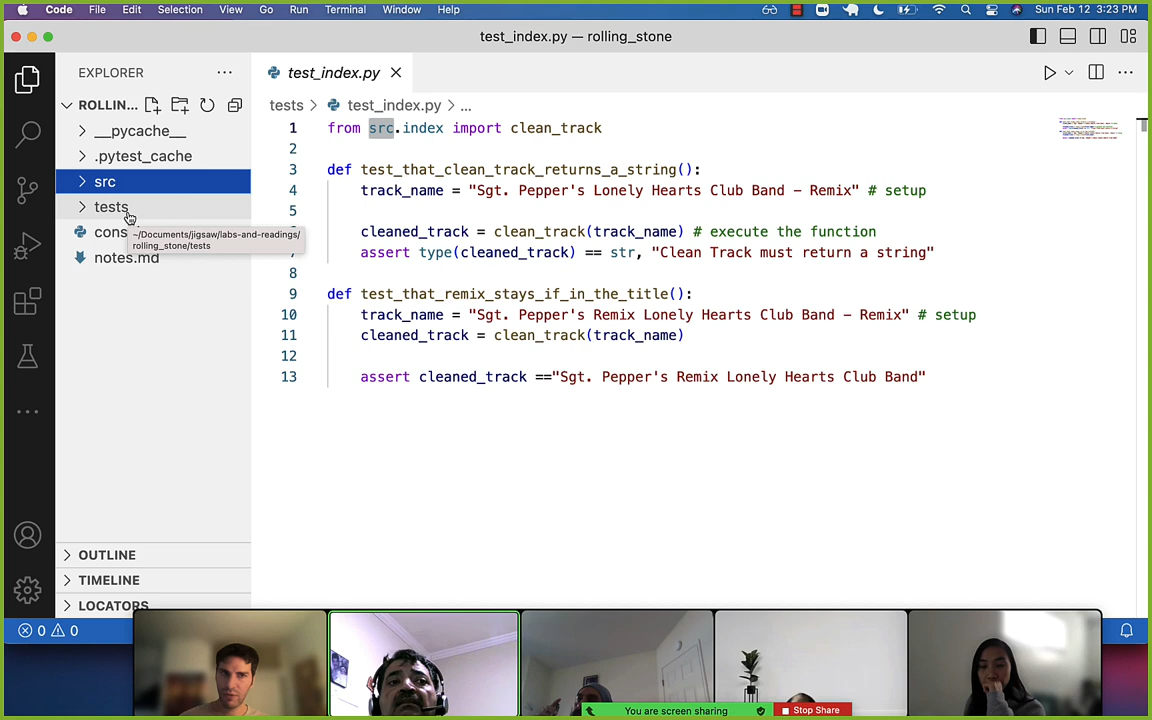 Code File Edit Selection View Go Run Terminal Window Help Sun Feb 12 3:23 PM
test_index.py — rolling_stone
EXPLORER
test_index.py
ROLLIN...
tests > test_index.py > ...
__pycache__
.pytest_cache
src
tests
cons
~/Documents/jigsaw/labs-and-readings/
rolling_stone/tests
notes.md
1 from src.index import clean_track
2
3 def test_that_clean_track_returns_a_string():
4 track_name = "Sgt. Pepper's Lonely Hearts Club Band - Remix" # setup
5
cleaned_track = clean_track(track_name) # execute the function
7 assert type(cleaned_track) == str, "Clean Track must return a string"
8
9 def test_that_remix_stays_if_in_the_title():
10 track_name = "Sgt. Pepper's Remix Lonely Hearts Club Band - Remix" # setup
11 cleaned_track = clean_track(track_name)
12
13 assert cleaned_track =="Sgt. Pepper's Remix Lonely Hearts Club Band"
OUTLINE
TIMELINE
LOCATORS
0 0
You are screen sharing Stop Share